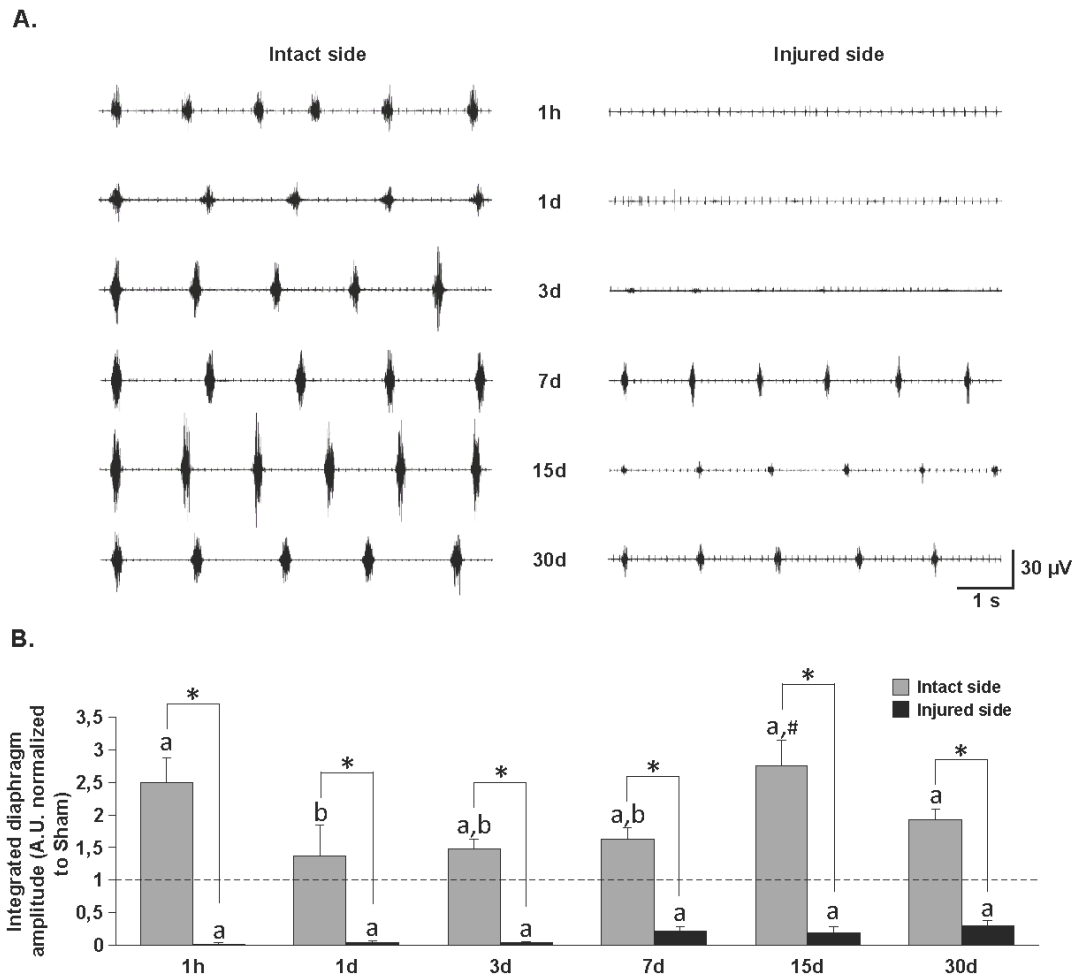 A.
Intact side
Injured side
1h
1d
3d
7d
15d
30d
30 µV
1 s
B.
Integrated diaphragm
amplitude (A.U. normalized
to Sham)
3,5
3
2,5
2
1,5
1
0,5
0
Intact side
Injured side
*
*
*
*
*
*
a
a
b
a
a,b
a
a,b
a
a,#
a
a
a
1h
1d
3d
7d
15d
30d